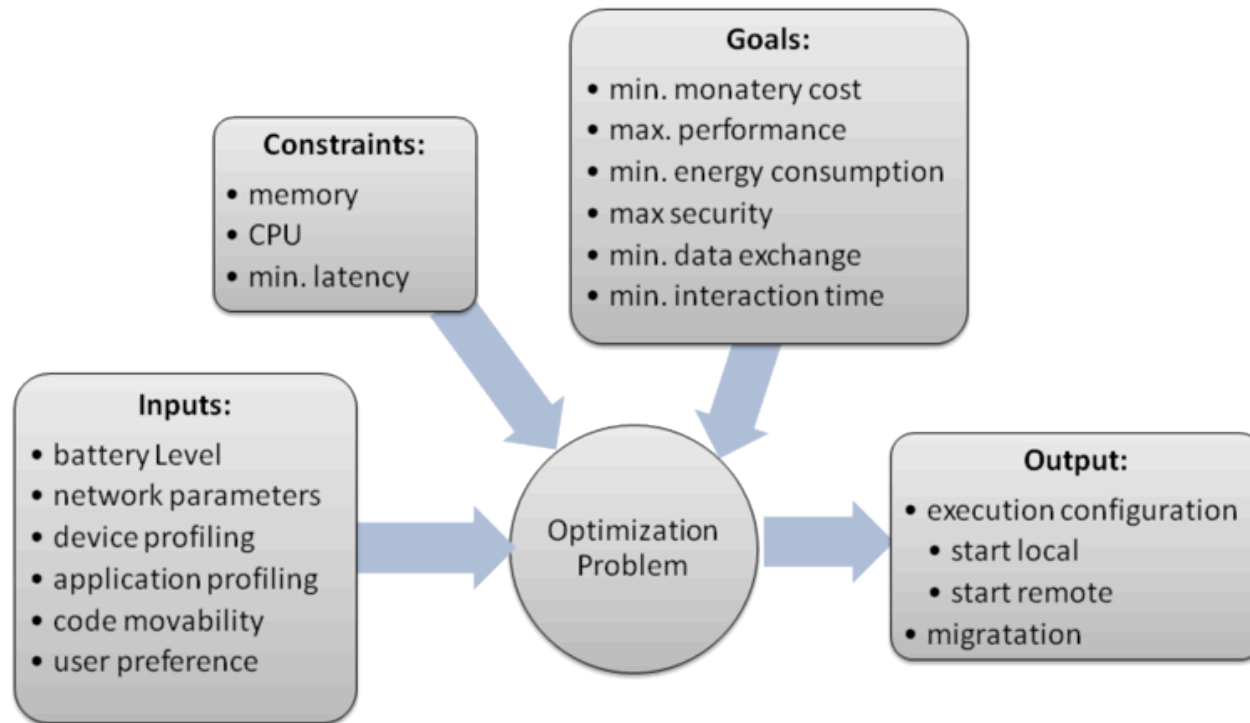 Goals:
• min. monatery cost
• max. performance
• min. energy consumption
• max security
• min. data exchange
• min. interaction time
Constraints:
• memory
• CPU
• min. latency
Inputs:
• battery Level
• network parameters
• device profiling
• application profiling
• code movability
• user preference
Optimization
Problem
Output:
• execution configuration
• start local
• start remote
• migratation